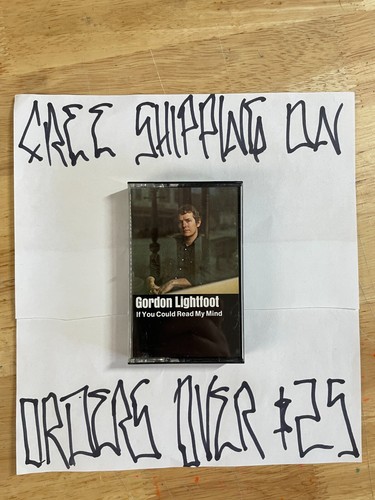 FREE SHIPPING ON
Gordon Lightfoot
If You Could Read My Mind
ORDERS OVER $25